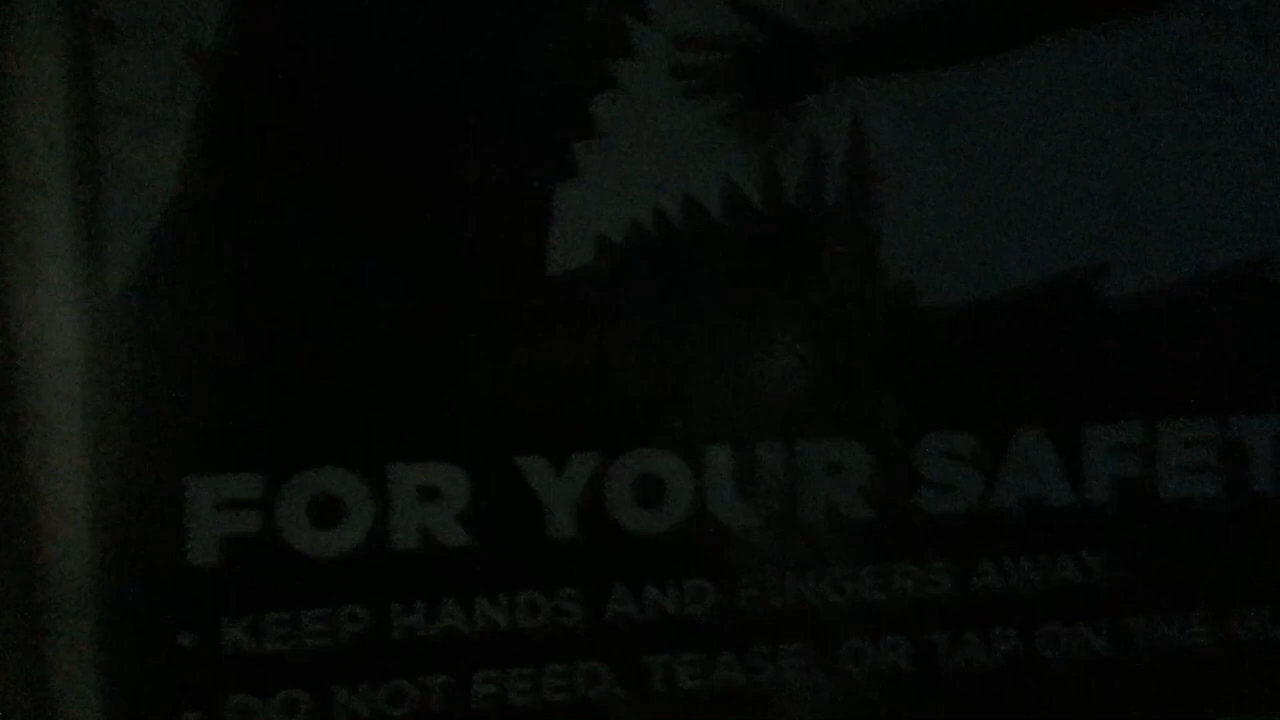 FOR YOUR SAFET
• KEEP HANDS AND FINGERS AWAY
• DO NOT FEED, TEASE, OR TAP ON THE